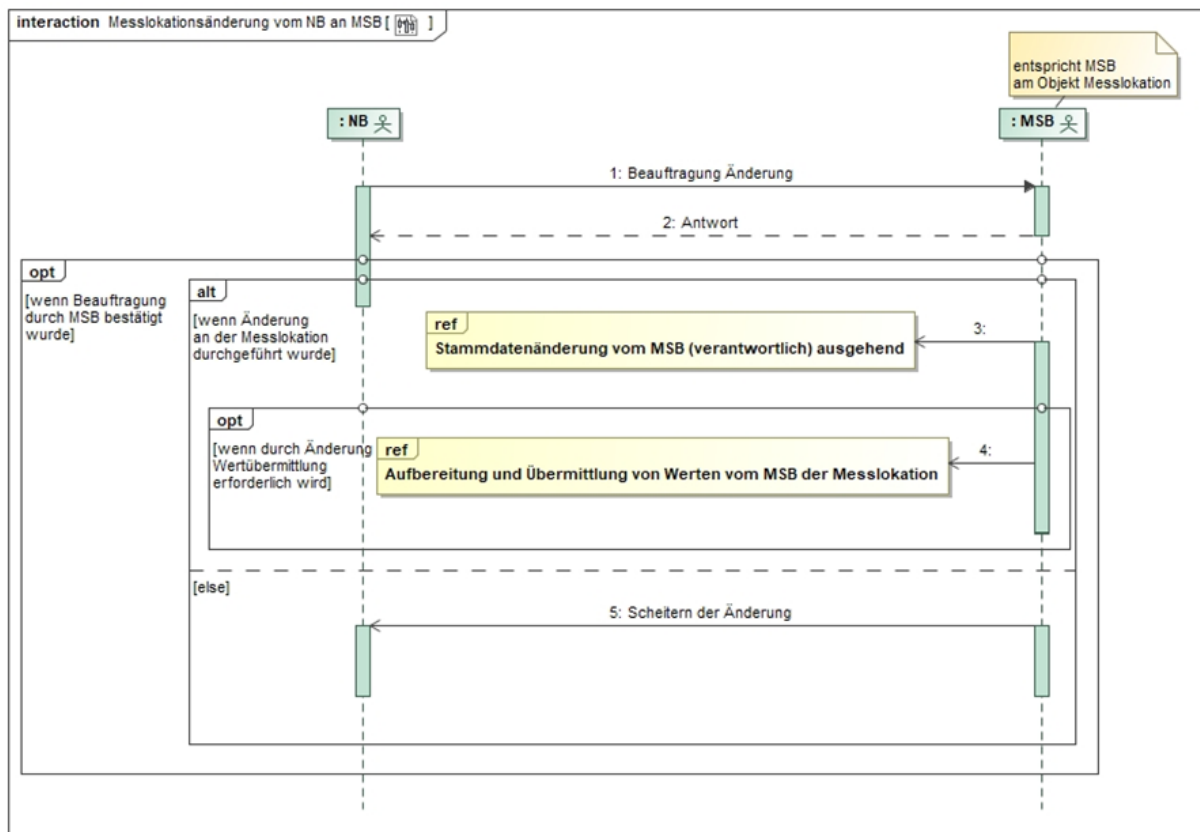 interaction Messlokationsänderung vom NB an MSB [ ]
entspricht MSB
am Objekt Messlokation
: NB
: MSB
1: Beauftragung Änderung
2: Antwort
opt
[wenn Beauftragung
durch MSB bestätigt
wurde]
alt
[wenn Änderung
an der Messlokation
durchgeführt wurde]
ref
Stammdatenänderung vom MSB (verantwortlich) ausgehend
3:
opt
[wenn durch Änderung
Wertübermittlung
erforderlich wird]
ref
Aufbereitung und Übermittlung von Werten vom MSB der Messlokation
4:
[else]
5: Scheitern der Änderung